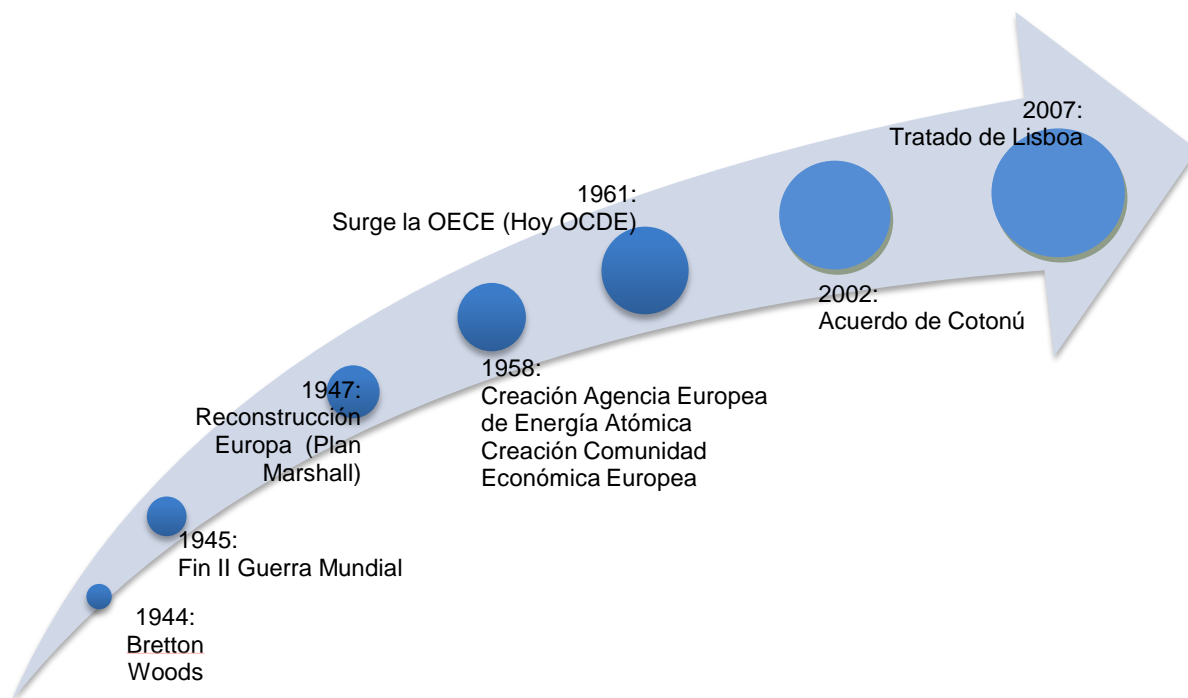 1944:
Bretton
Woods
1945:
Fin II Guerra Mundial
1947:
Reconstrucción
Europa (Plan
Marshall)
1958:
Creación Agencia Europea
de Energía Atómica
Creación Comunidad
Económica Europea
1961:
Surge la OECE (Hoy OCDE)
2002:
Acuerdo de Cotonú
2007:
Tratado de Lisboa